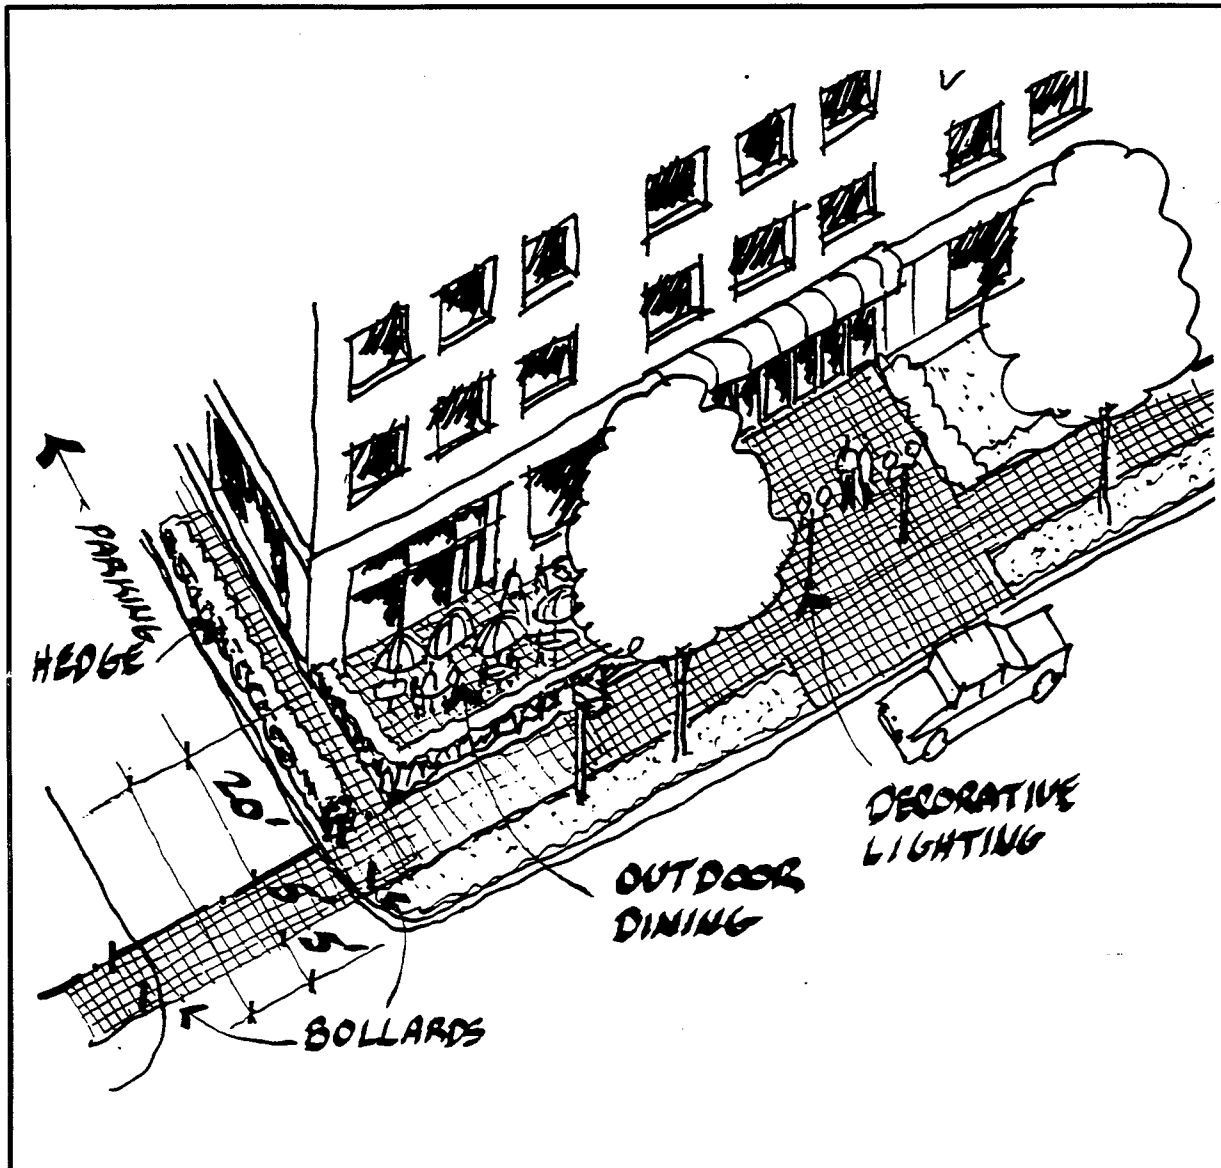 PARKING
HEDGE
20'
5'
5'
DECORATIVE
LIGHTING
OUTDOOR
DINING
BOLLARDS